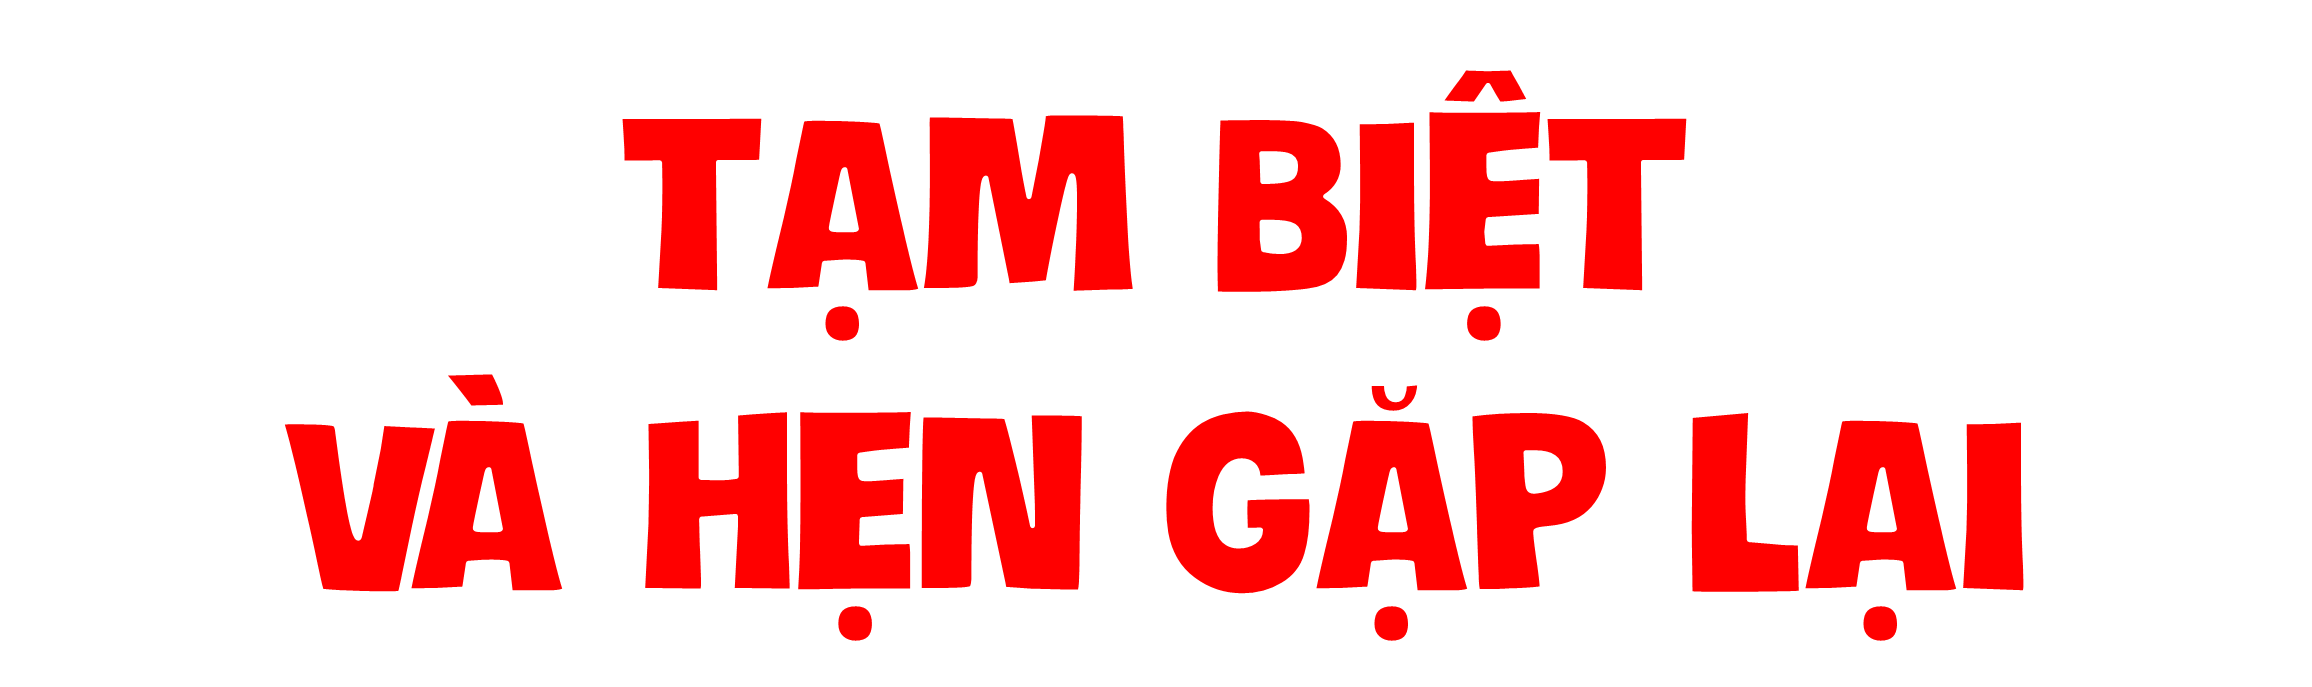 TẠM BIỆT
VÀ HẸN GẶP LẠI